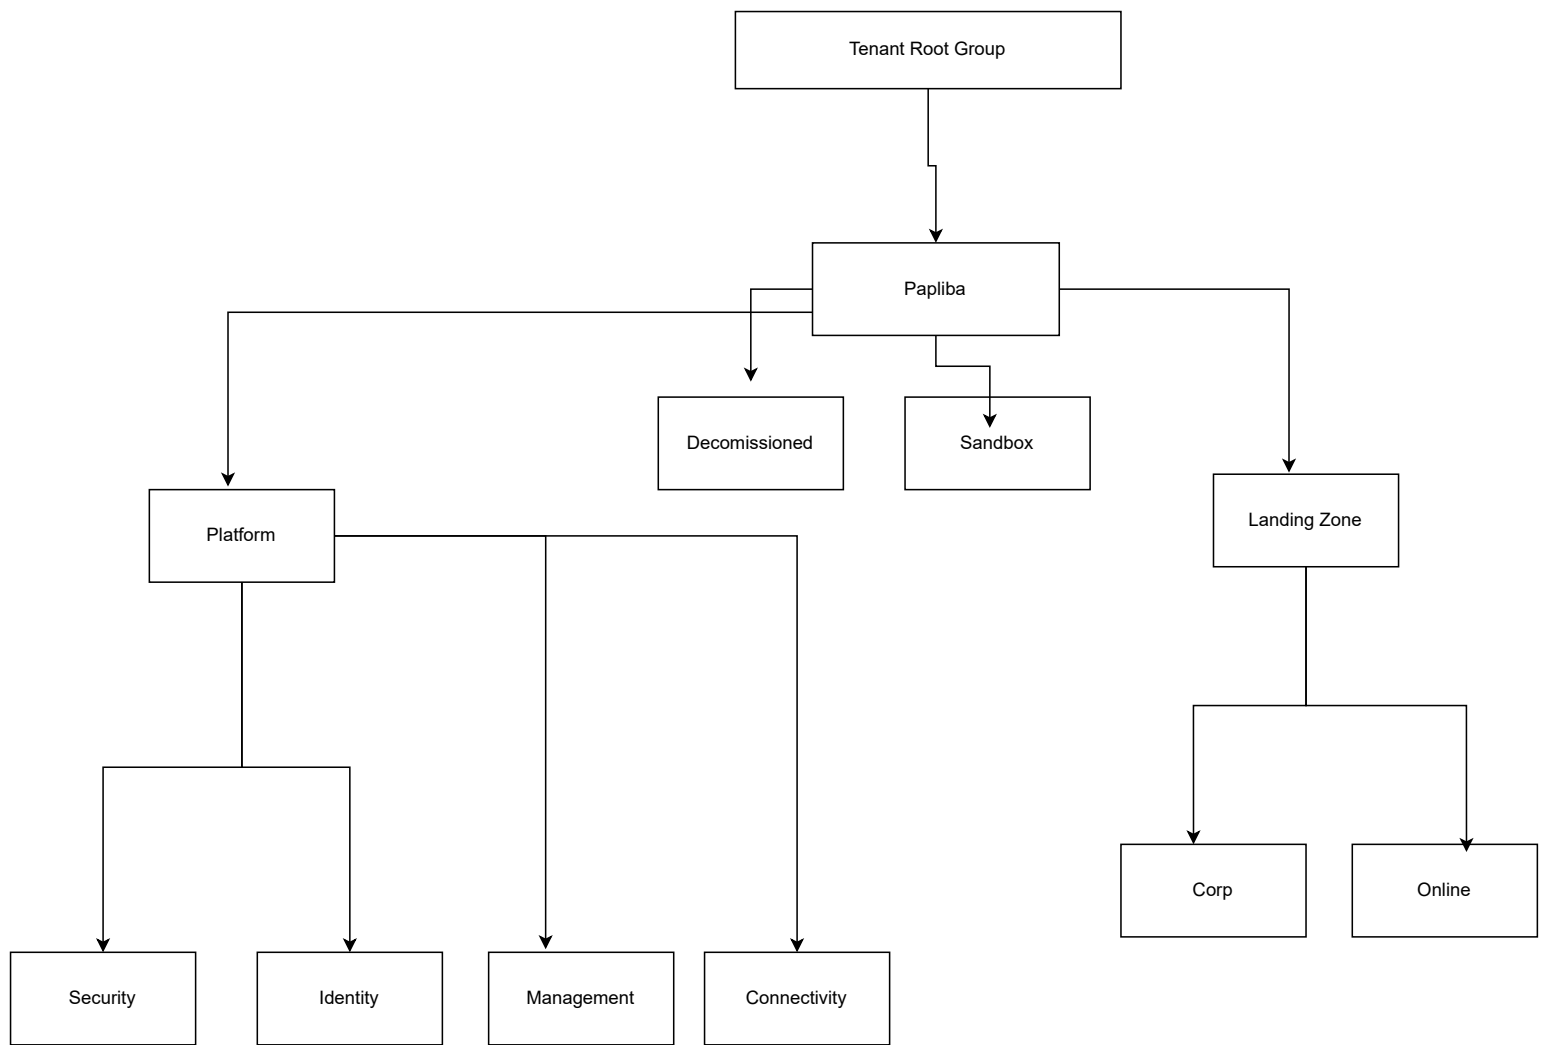 Tenant Root Group
Papliba
Decomissioned
Sandbox
Landing Zone
Platform
Corp
Online
Security
Identity
Management
Connectivity